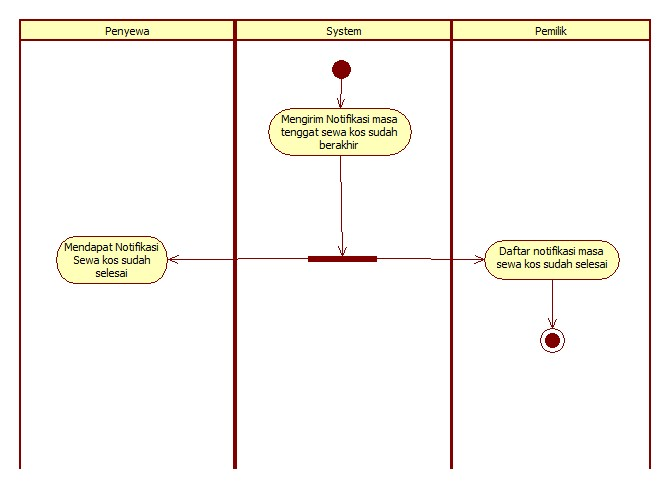 Penyewa
System
Pemilik
Mengirim Notifikasi masa
tenggat sewa kos sudah
berakhir
Mendapat Notifikasi
Sewa kos sudah
selesai
Daftar notifikasi masa
sewa kos sudah selesai